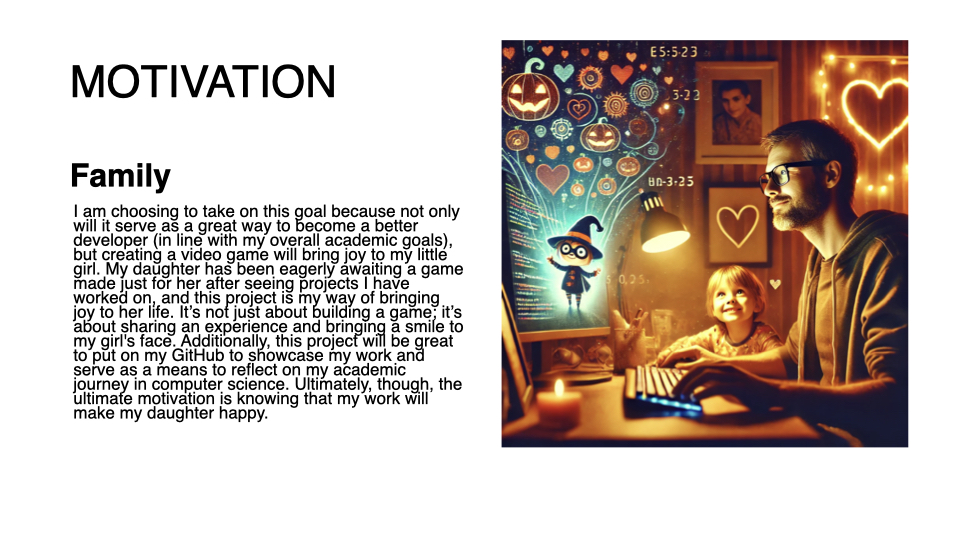 MOTIVATION
Family
I am choosing to take on this goal because not only
will it serve as a great way to become a better
developer (in line with my overall academic goals),
but creating a video game will bring joy to my little
girl. My daughter has been eagerly awaiting a game
made just for her after seeing projects I have
worked on, and this project is my way of bringing
joy to her life. It’s not just about building a game; it’s
about sharing an experience and bringing a smile to
my girl's face. Additionally, this project will be great
to put on my GitHub to showcase my work and
serve as a means to reflect on my academic
journey in computer science. Ultimately, though, the
ultimate motivation is knowing that my work will
make my daughter happy.
E5:523
3-22